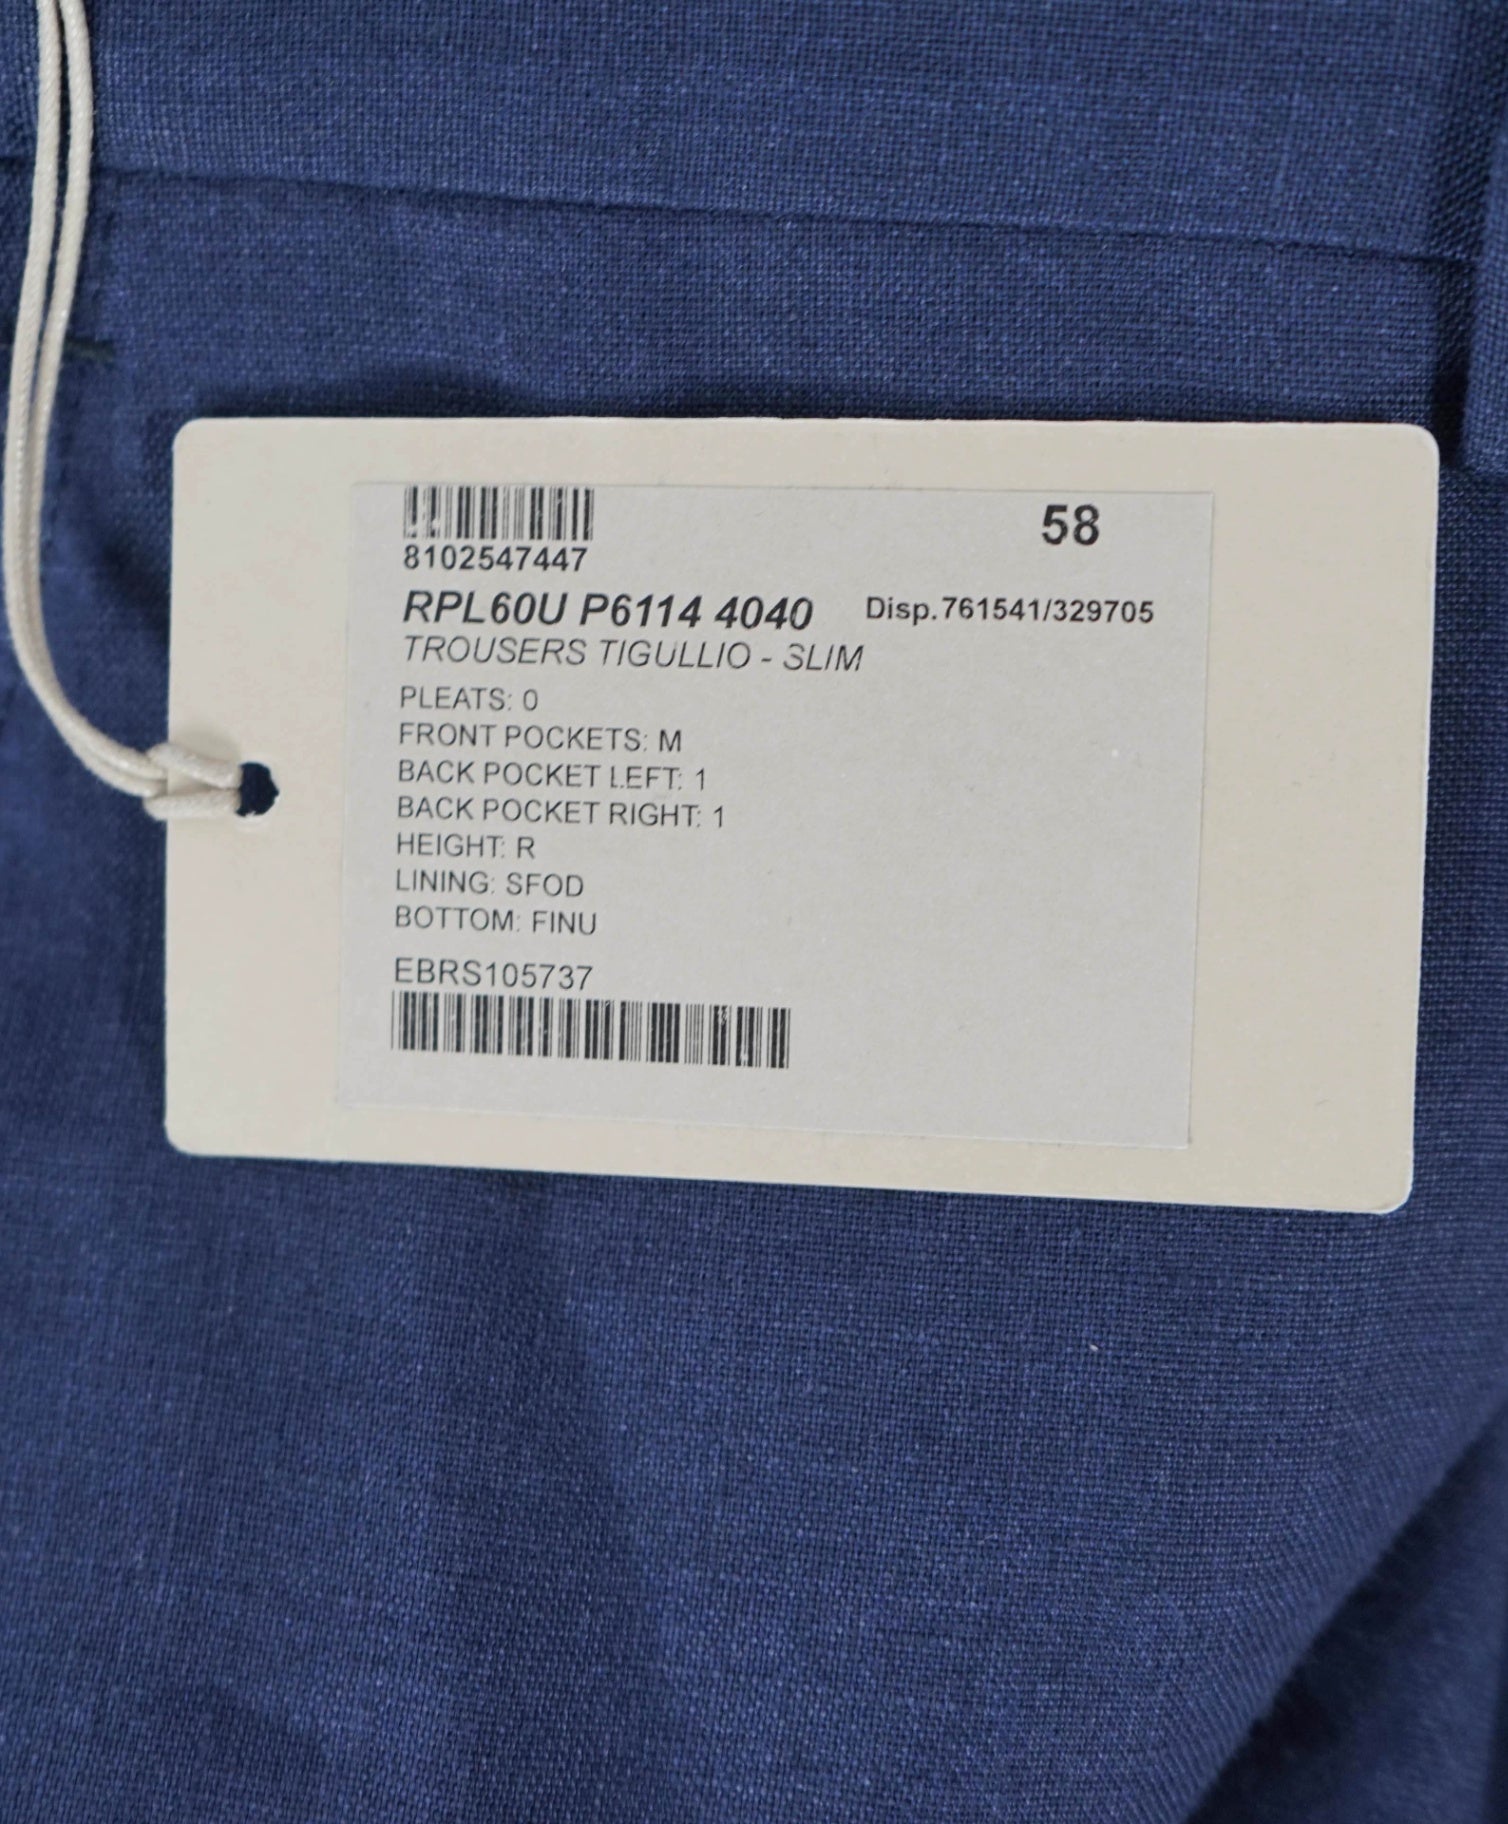 58
8102547447
RPL60U P6114 4040 Disp.761541/329705
TROUSERS TIGULLIO - SLIM
PLEATS: 0
FRONT POCKETS: M
BACK POCKET LEFT: 1
BACK POCKET RIGHT: 1
HEIGHT: R
LINING: SFOD
BOTTOM: FINU
EBRS105737